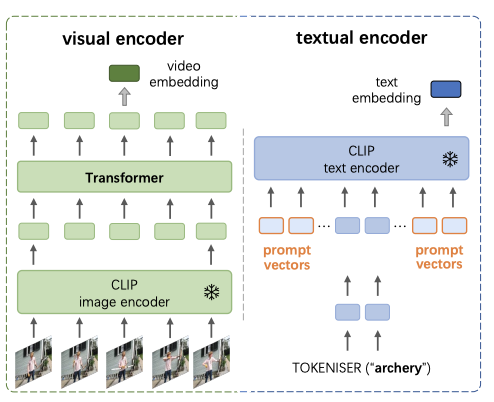 visual encoder
video
embedding
Transformer
CLIP
image encoder
textual encoder
text
embedding
CLIP
text encoder
... ...
prompt
vectors
prompt
vectors
TOKENISER (“archery”)